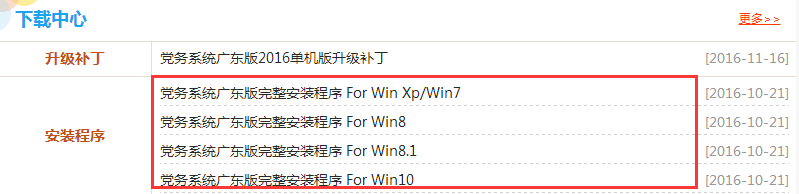 下载中心
更多>>
升级补丁 党务系统广东版2016单机版升级补丁 [2016-11-16]
党务系统广东版完整安装程序 For Win Xp/Win7 [2016-10-21]
党务系统广东版完整安装程序 For Win8 [2016-10-21]
安装程序
党务系统广东版完整安装程序 For Win8.1 [2016-10-21]
党务系统广东版完整安装程序 For Win10 [2016-10-21]